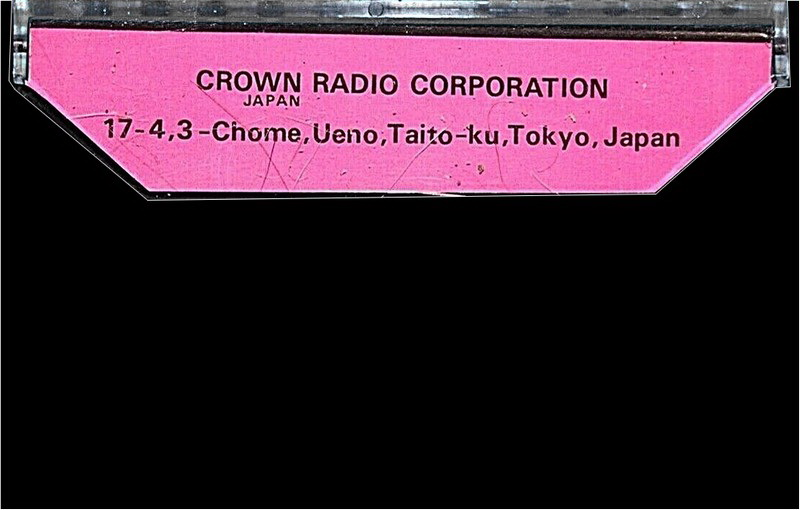 CROWN RADIO CORPORATION
JAPAN
17-4,3-Chome,Ueno,Taito-ku,Tokyo,Japan